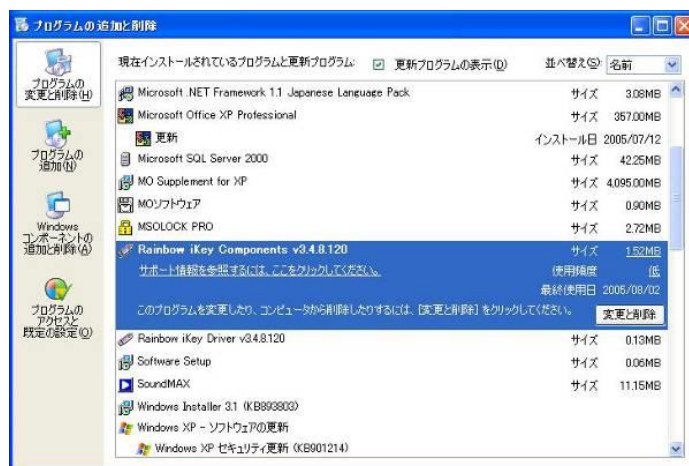 プログラムの追加と削除
現在インストールされているプログラムと更新プログラム: 更新プログラムの表示(D) 並べ替え(S): 名前
プログラムの
変更と削除(H)
プログラムの
追加(N)
Windows
コンポーネントの
追加と削除(A)
プログラムの
アクセスと
既定の設定(O)
Microsoft .NET Framework 1.1 Japanese Language Pack サイズ 3.08MB
Microsoft Office XP Professional サイズ 357.00MB
更新 インストール日 2005/07/12
Microsoft SQL Server 2000 サイズ 42.25MB
MO Supplement for XP サイズ 4,095.00MB
MOソフトウェア サイズ 0.90MB
MSOLOCK PRO サイズ 2.72MB
Rainbow iKey Components v3.4.8.120 サイズ 1.52MB
サポート情報を参照するには、ここをクリックしてください。 使用頻度 低
最終使用日 2005/08/02
このプログラムを変更したり、コンピュータから削除したりするには、[変更と削除] をクリックしてください。 変更と削除
Rainbow iKey Driver v3.4.8.120 サイズ 0.13MB
Software Setup サイズ 0.06MB
SoundMAX サイズ 11.15MB
Windows Installer 3.1 (KB893803)
Windows XP - ソフトウェアの更新
Windows XP セキュリティ更新 (KB901214)